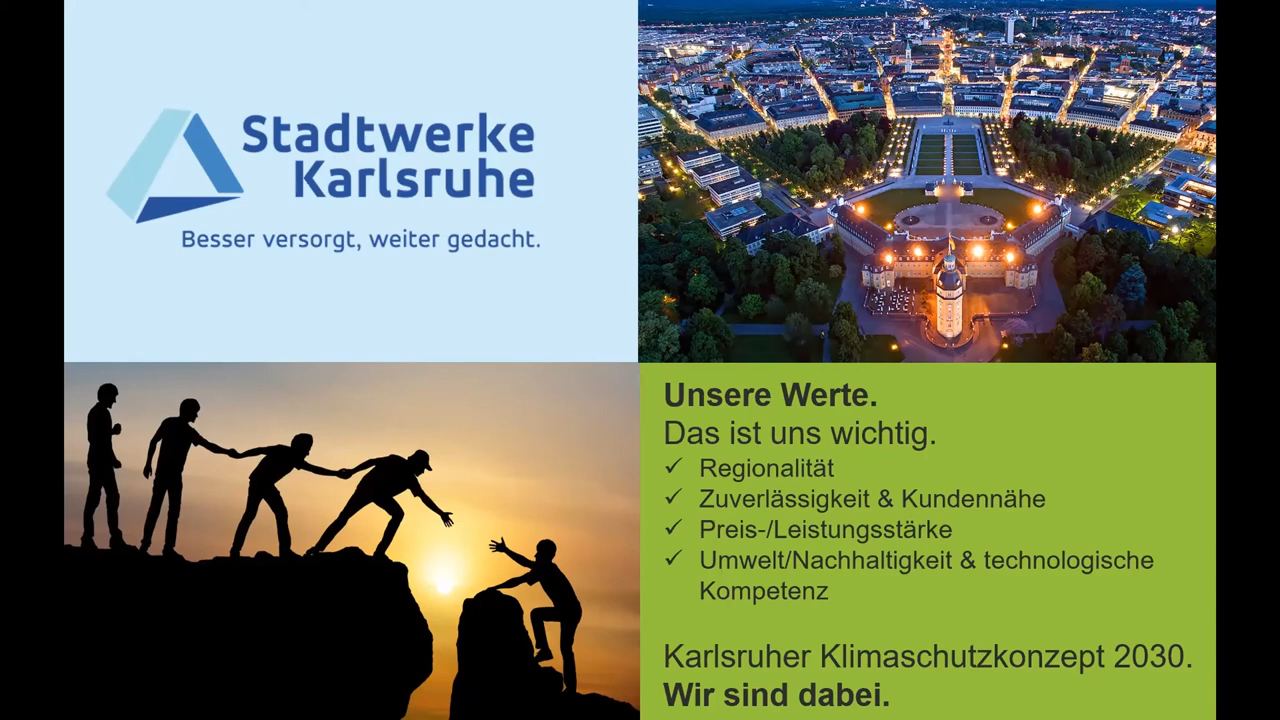 Stadtwerke
Karlsruhe
Besser versorgt, weiter gedacht.
Unsere Werte.
Das ist uns wichtig.
✓ Regionalität
✓ Zuverlässigkeit & Kundennähe
✓ Preis-/Leistungsstärke
✓ Umwelt/Nachhaltigkeit & technologische
Kompetenz
Karlsruher Klimaschutzkonzept 2030.
Wir sind dabei.